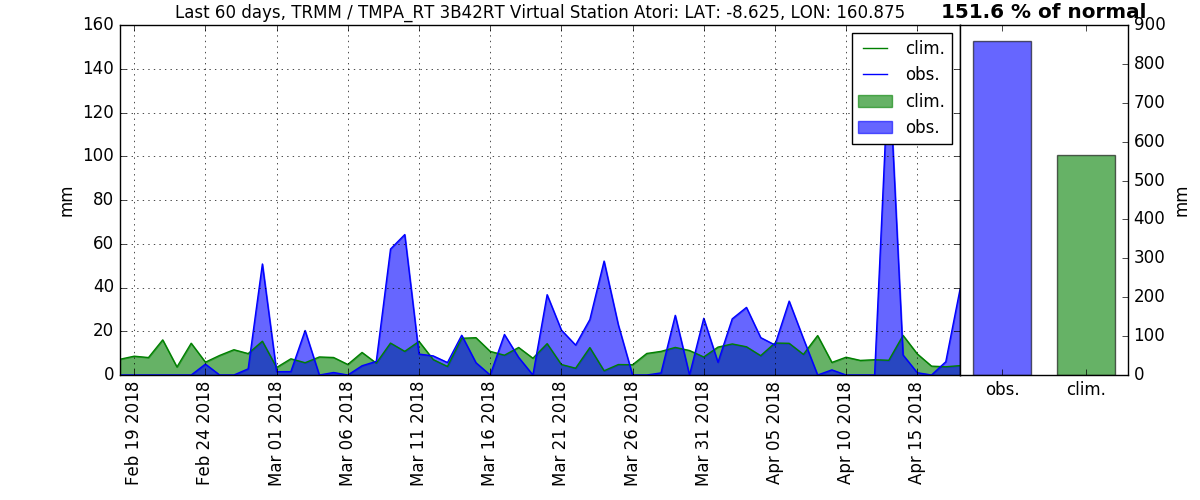 Last 60 days, TRMM / TMPA_RT 3B42RT Virtual Station Atori: LAT: -8.625, LON: 160.875
151.6 % of normal
160
140
120
100
80
60
40
20
0
mm
clim.
obs.
clim.
obs.
900
800
700
600
500
400
300
200
100
0
mm
Feb 19 2018
Feb 24 2018
Mar 01 2018
Mar 06 2018
Mar 11 2018
Mar 16 2018
Mar 21 2018
Mar 26 2018
Mar 31 2018
Apr 05 2018
Apr 10 2018
Apr 15 2018
obs.
clim.